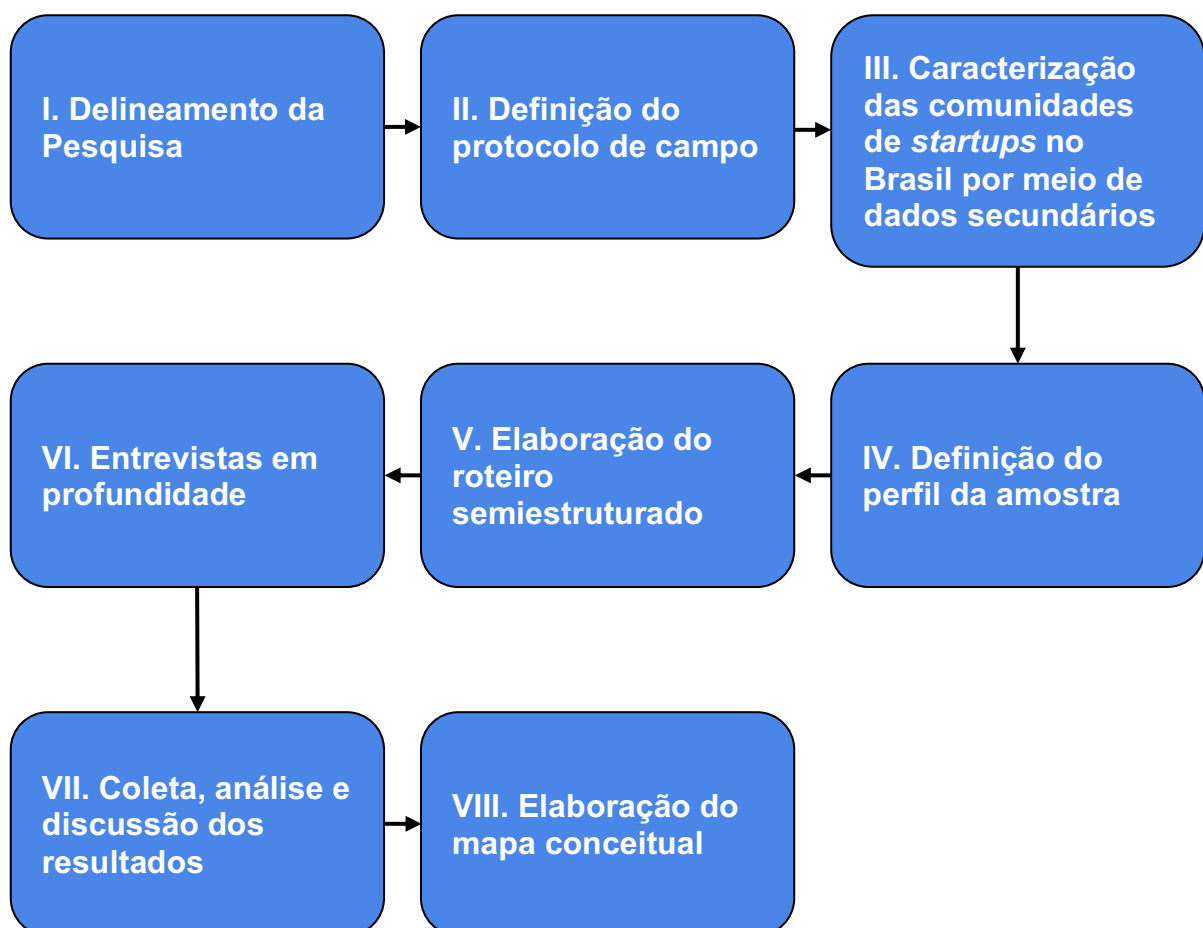 I. Delineamento da
Pesquisa
II. Definição do
protocolo de campo
III. Caracterização
das comunidades
de startups no
Brasil por meio de
dados secundários
IV. Definição do
perfil da amostra
V. Elaboração do
roteiro
semiestruturado
VI. Entrevistas em
profundidade
VII. Coleta, análise e
discussão dos
resultados
VIII. Elaboração do
mapa conceitual